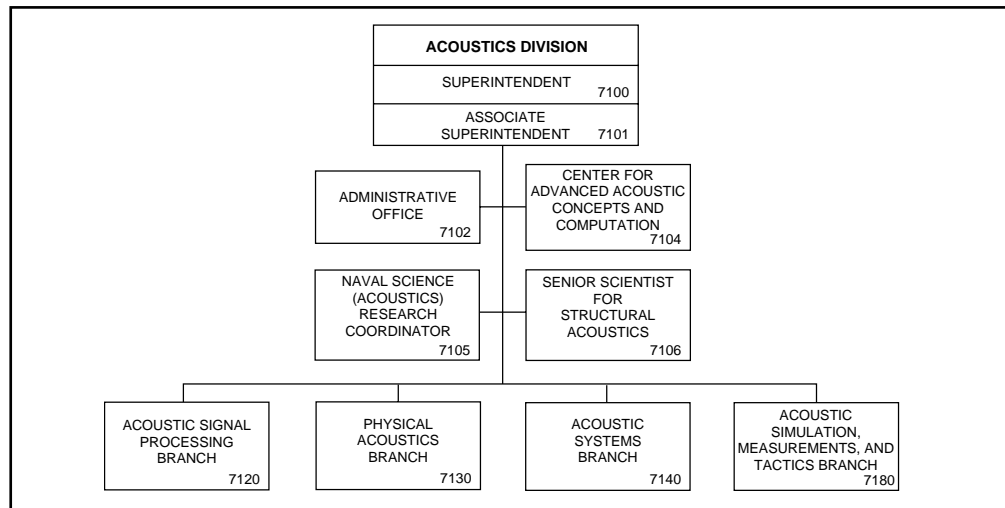 ACOUSTICS DIVISION
SUPERINTENDENT
7100
ASSOCIATE
SUPERINTENDENT
7101
ADMINISTRATIVE
OFFICE
7102
CENTER FOR
ADVANCED ACOUSTIC
CONCEPTS AND
COMPUTATION
7104
NAVAL SCIENCE
(ACOUSTICS)
RESEARCH
COORDINATOR
7105
SENIOR SCIENTIST
FOR
STRUCTURAL
ACOUSTICS
7106
ACOUSTIC SIGNAL
PROCESSING
BRANCH
7120
PHYSICAL
ACOUSTICS
BRANCH
7130
ACOUSTIC
SYSTEMS
BRANCH
7140
ACOUSTIC
SIMULATION,
MEASUREMENTS, AND
TACTICS BRANCH
7180